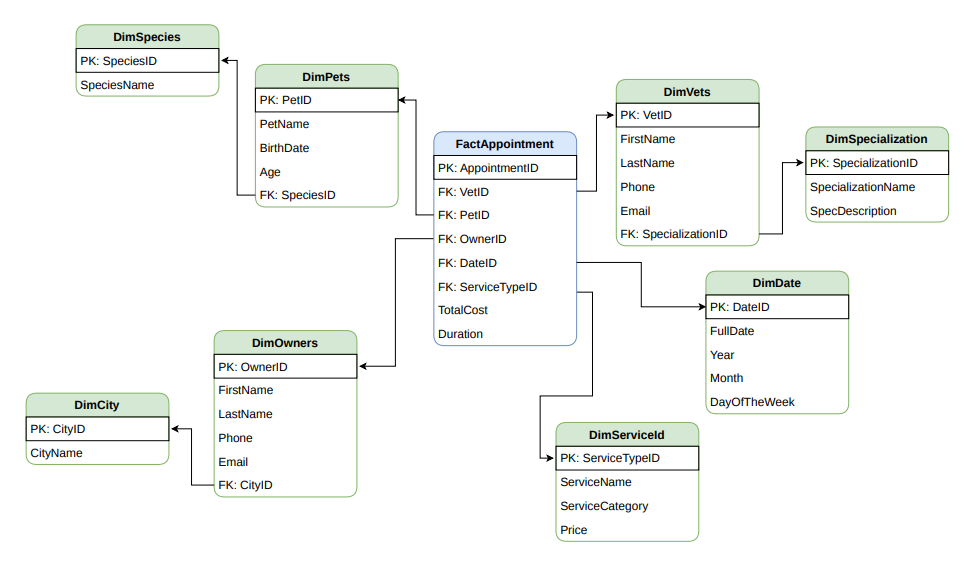 DimSpecies
PK: SpeciesID
SpeciesName
DimPets
PK: PetID
PetName
BirthDate
Age
FK: SpeciesID
FactAppointment
PK: AppointmentID
FK: VetID
FK: PetID
FK: OwnerID
FK: DateID
FK: ServiceTypeID
TotalCost
Duration
DimVets
PK: VetID
FirstName
LastName
Phone
Email
FK: SpecializationID
DimSpecialization
PK: SpecializationID
SpecializationName
SpecDescription
DimDate
PK: DateID
FullDate
Year
Month
DayOfTheWeek
DimOwners
PK: OwnerID
FirstName
LastName
Phone
Email
FK: CityID
DimCity
PK: CityID
CityName
DimServiceId
PK: ServiceTypeID
ServiceName
ServiceCategory
Price